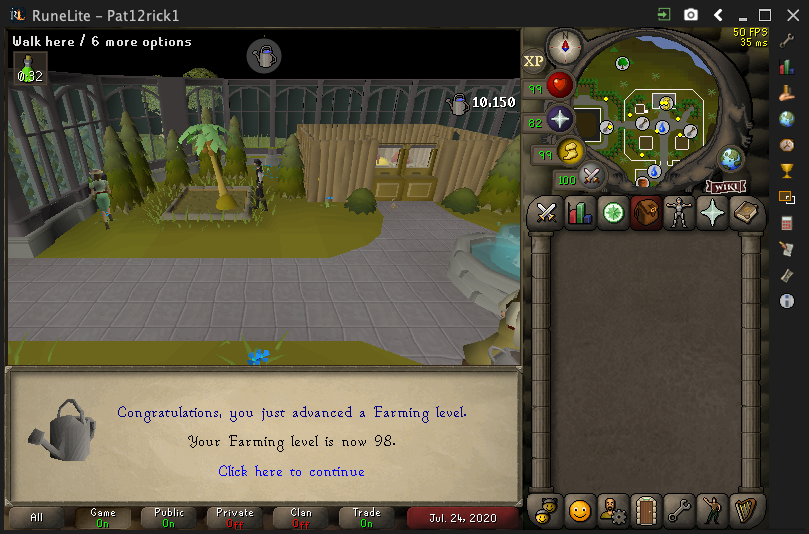 RuneLite - Pat12rick1
Walk here / 6 more options
50 FPS
35 ms
XP
0.32
10,150
99
82
99
100
WIKI
Congratulations, you just advanced a Farming level.
Your Farming level is now 98.
Click here to continue
All
Game
On
Public
On
Private
Off
Clan
Off
Trade
On
Jul. 24, 2020